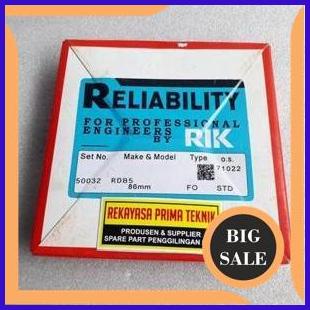 RELIABILITY
FOR PROFESSIONAL
ENGINEERS BY RIK
Set No. Make & Model Type o.s.
71022
50032 RD85
86mm FO STD
REKAYASA PRIMA TEKNIK
PRODUSEN & SUPPLIER
SPARE PART PENGGILINGAN
BIG
SALE